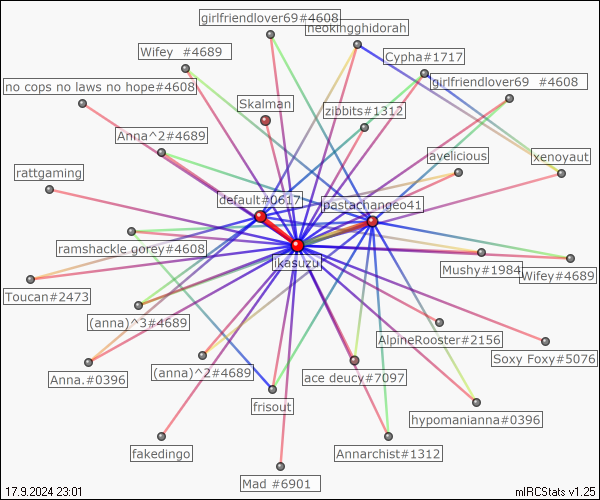 girlfriendlover69#4608
neokingghidorah
Wifey  #4689
Cypha#1717
no cops no laws no hope#4608
girlfriendlover69  #4608
Skalman
zibbits#1312
Anna^2#4689
avelicious
xenoyaut
rattgaming
default#0617
pastachangeo41
ramshackle gorey#4608
ikasuzu
Mushy#1984
Wifey#4689
Toucan#2473
(anna)^3#4689
AlpineRooster#2156
Soxy Foxy#5076
Anna.#0396
(anna)^2#4689
ace deucy#7097
frisout
hypomanianna#0396
fakedingo
Annarchist#1312
Mad #6901
17.9.2024 23:01
mIRCStats v1.25